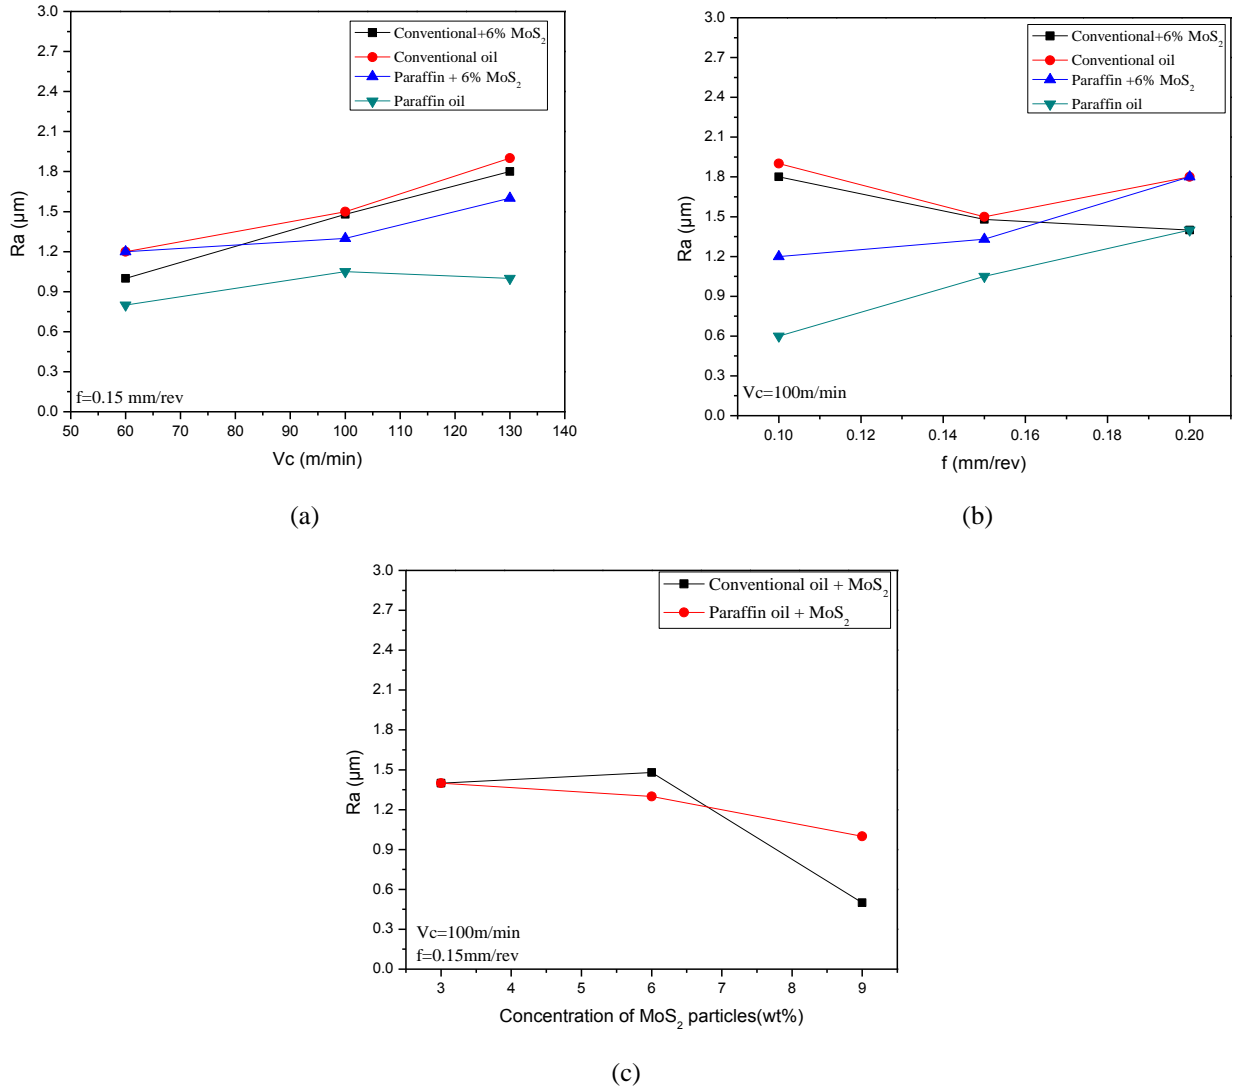 3.0
2.7
2.4
2.1
1.8
1.5
1.2
0.9
0.6
0.3
0.0
Ra (μm)
Conventional+6% MoS₂
Conventional oil
Paraffin + 6% MoS₂
Paraffin oil
f=0.15 mm/rev
50 60 70 80 90 100 110 120 130 140
Vc (m/min)
(a)
3.0
2.7
2.4
2.1
1.8
1.5
1.2
0.9
0.6
0.3
0.0
Ra (μm)
Conventional+6% MoS₂
Conventional oil
Paraffin +6% MoS₂
Paraffin oil
Vc=100m/min
0.10 0.12 0.14 0.16 0.18 0.20
f (mm/rev)
(b)
3.0
2.7
2.4
2.1
1.8
1.5
1.2
0.9
0.6
0.3
0.0
Ra (μm)
Conventional oil + MoS₂
Paraffin oil + MoS₂
Vc=100m/min
f=0.15mm/rev
3 4 5 6 7 8 9
Concentration of MoS₂ particles(wt%)
(c)